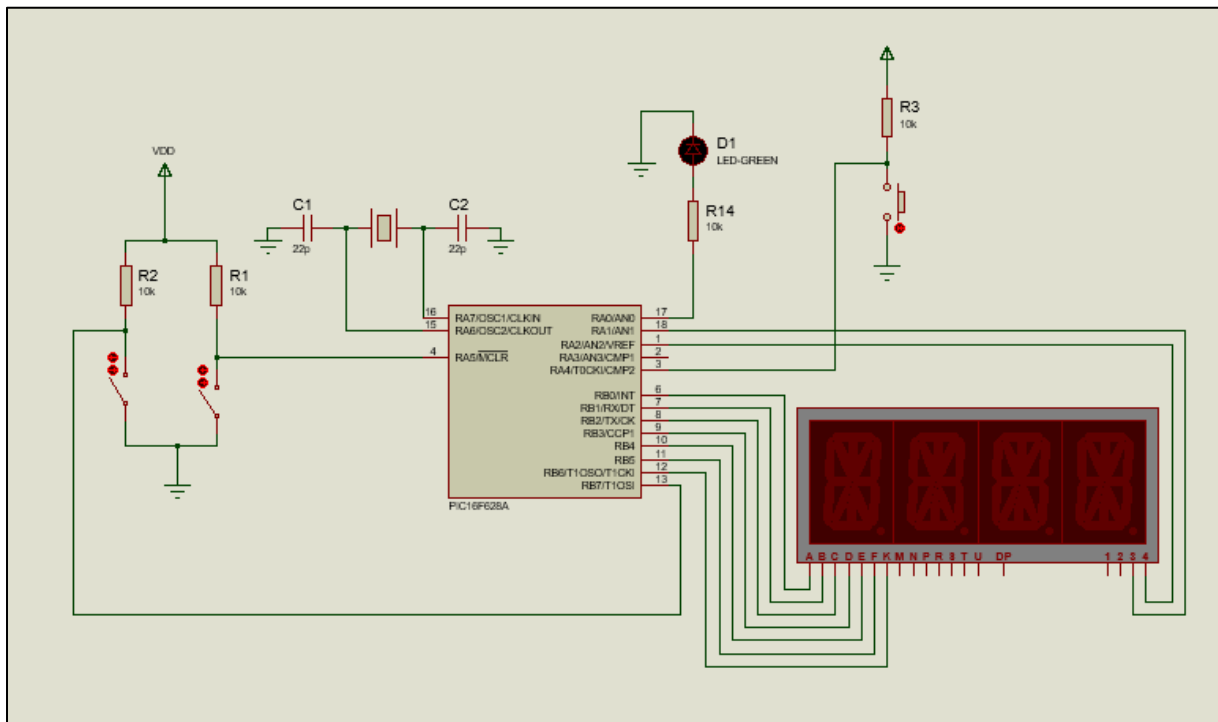 VDD
R2
10k
R1
10k
C1
22p
C2
22p
D1
LED-GREEN
R14
10k
R3
10k
16 RA7/OSC1/CLKIN
15 RA6/OSC2/CLKOUT
4 RA5/MCLR
RA0/AN0 17
RA1/AN1 18
RA2/AN2/VREF 1
RA3/AN3/CMP1 2
RA4/T0CKI/CMP2 3
RB0/INT 6
RB1/RX/DT 7
RB2/TX/CK 8
RB3/CCP1 9
RB4 10
RB5 11
RB6/T1OSO/T1CKI 12
RB7/T1OSI 13
PIC16F628A
A B C D E F K M N P R S T U DP 1 2 3 4